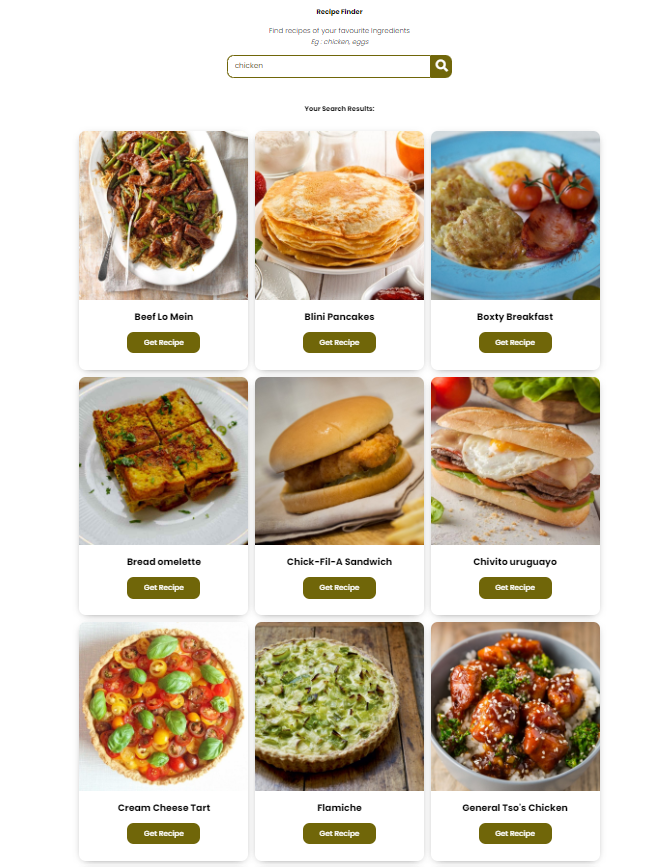 Recipe Finder
Find recipes of your favourite Ingredients
Eg : chicken, eggs
chicken
Your Search Results:
Beef Lo Mein
Blini Pancakes
Boxty Breakfast
Get Recipe
Get Recipe
Get Recipe
Bread omelette
Chick-Fil-A Sandwich
Chivito uruguayo
Get Recipe
Get Recipe
Get Recipe
Cream Cheese Tart
Flamiche
General Tso's Chicken
Get Recipe
Get Recipe
Get Recipe